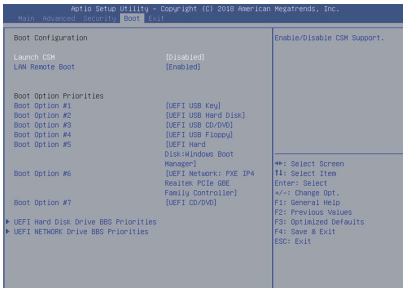 Aptio Setup Utility - Copyright (C) 2018 American Megatrends, Inc.
Main Advanced Security Boot Exit
Boot Configuration
Launch CSM [Disabled]
LAN Remote Boot [Enabled]
Boot Option Priorities
Boot Option #1 [UEFI USB Key]
Boot Option #2 [UEFI USB Hard Disk]
Boot Option #3 [UEFI USB CD/DVD]
Boot Option #4 [UEFI USB Floppy]
Boot Option #5 [UEFI Hard
Disk:Windows Boot
Manager]
Boot Option #6 [UEFI Network: PXE IP4
Realtek PCIe GBE
Family Controller]
Boot Option #7 [UEFI CD/DVD]
UEFI Hard Disk Drive BBS Priorities
UEFI NETWORK Drive BBS Priorities
Enable/Disable CSM Support.
↔: Select Screen
↑↓: Select Item
Enter: Select
+/-: Change Opt.
F1: General Help
F2: Previous Values
F3: Optimized Defaults
F4: Save & Exit
ESC: Exit